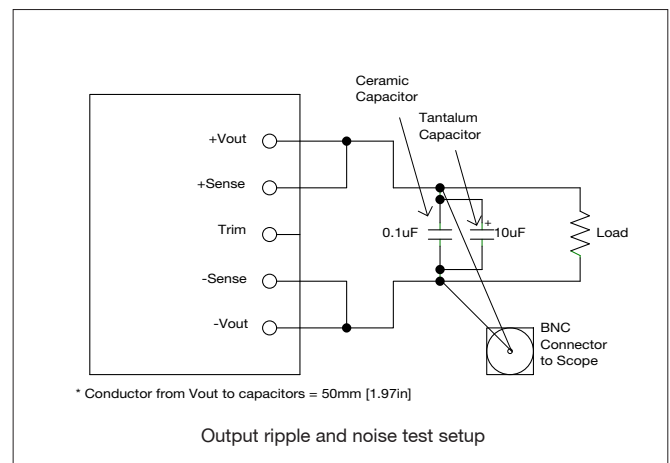 Ceramic
Capacitor
Tantalum
Capacitor
+Vout
+Sense
Trim
-Sense
-Vout
0.1uF
+
10uF
Load
BNC
Connector
to Scope
* Conductor from Vout to capacitors = 50mm [1.97in]
Output ripple and noise test setup